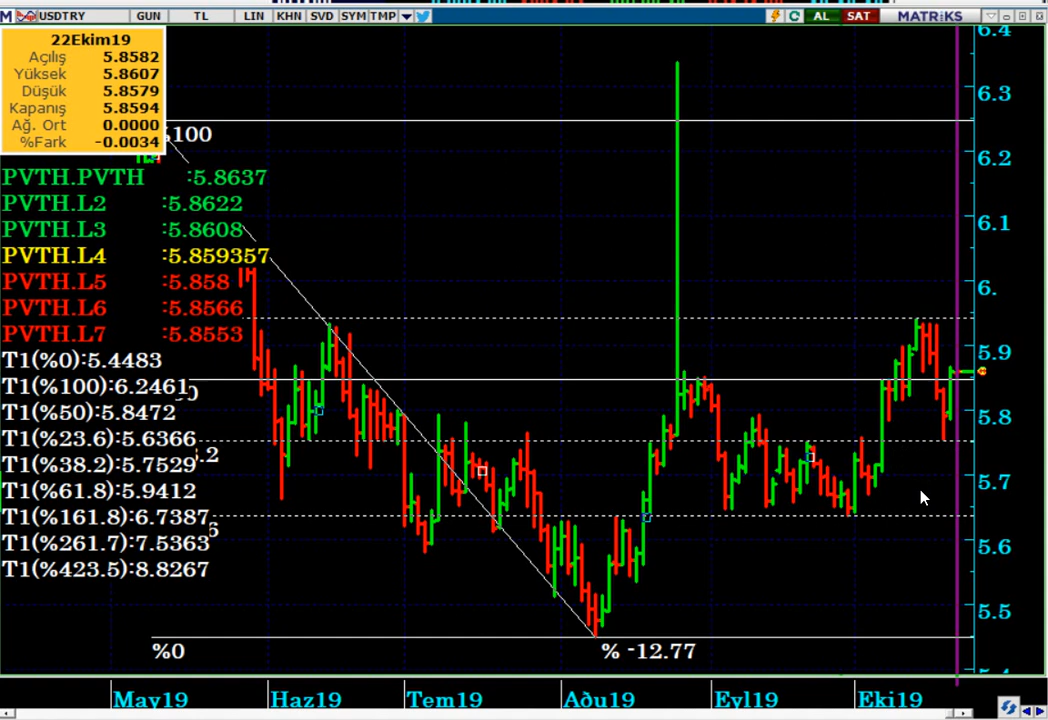 USDTRY GUN TL LIN KHN SVD SYM TMP AL SAT MATRiKS
22Ekim19
Açılış 5.8582
Yüksek 5.8607
Düşük 5.8579
Kapanış 5.8594
Ağ. Ort 0.0000
%Fark -0.0034
%100
PVTH.PVTH :5.8637
PVTH.L2 :5.8622
PVTH.L3 :5.8608
PVTH.L4 :5.859357
PVTH.L5 :5.858
PVTH.L6 :5.8566
PVTH.L7 :5.8553
T1(%0):5.4483
T1(%100):6.2461
T1(%50):5.8472
T1(%23.6):5.6366
T1(%38.2):5.7529
T1(%61.8):5.9412
T1(%161.8):6.7387
T1(%261.7):7.5363
T1(%423.5):8.8267
%0
% -12.77
6.4
6.3
6.2
6.1
6.
5.9
5.8
5.7
5.6
5.5
May19 Haz19 Tem19 Aðu19 Eyl19 Eki19